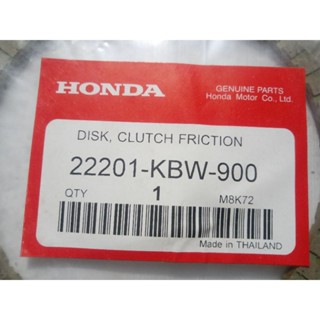 HONDA
GENUINE PARTS
Honda Motor Co., Ltd.
DISK, CLUTCH FRICTION
22201-KBW-900
QTY 1 M8K72
Made in THAILAND